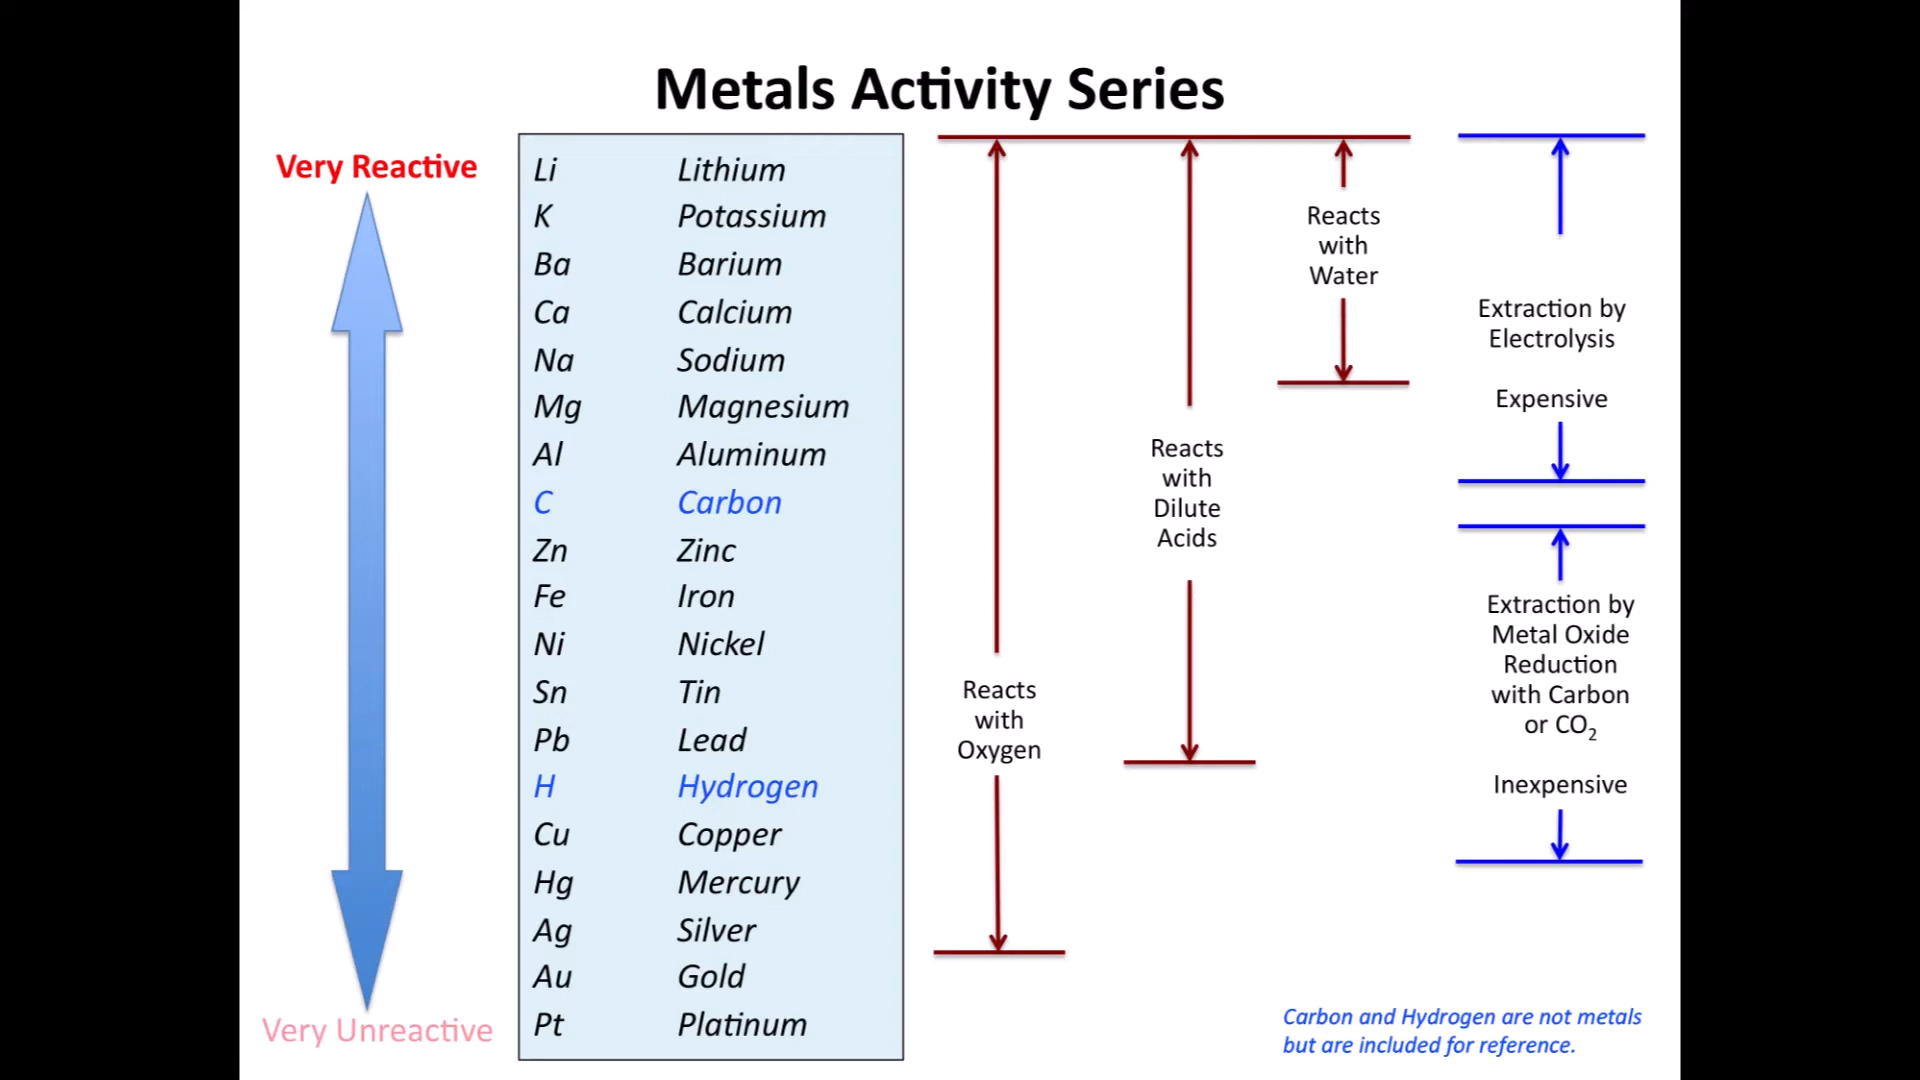 Metals Activity Series
Very Reactive
Li Lithium
K Potassium
Ba Barium
Ca Calcium
Na Sodium
Mg Magnesium
Al Aluminum
C Carbon
Zn Zinc
Fe Iron
Ni Nickel
Sn Tin
Pb Lead
H Hydrogen
Cu Copper
Hg Mercury
Ag Silver
Au Gold
Pt Platinum
Very Unreactive
Reacts
with
Oxygen
Reacts
with
Dilute
Acids
Reacts
with
Water
Extraction by
Electrolysis
Expensive
Extraction by
Metal Oxide
Reduction
with Carbon
or CO₂
Inexpensive
Carbon and Hydrogen are not metals
but are included for reference.